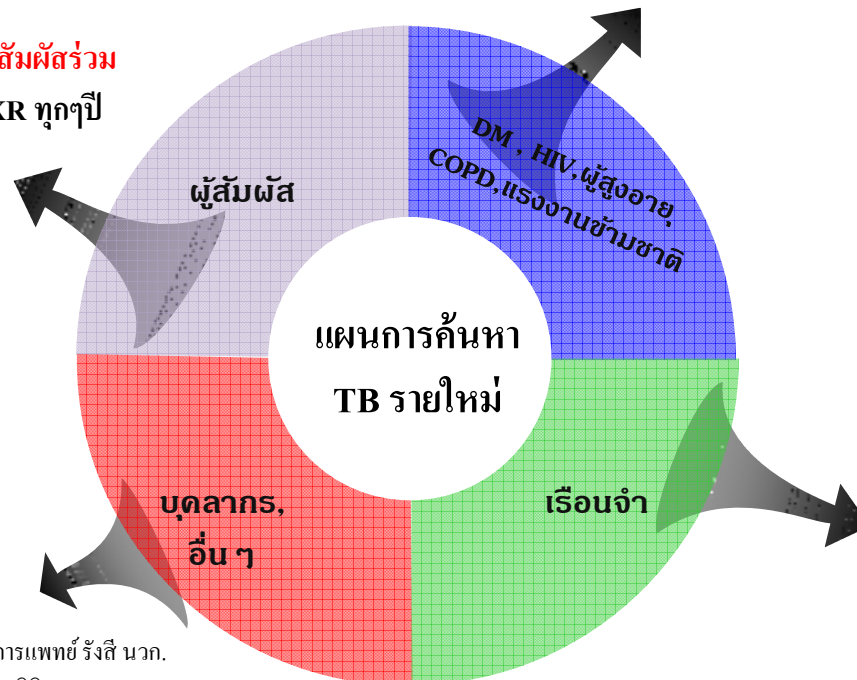 สัมผัสร่วม
XR ทุกๆปี
DM , HIV,ผู้สูงอายุ
COPD,แรงงานข้ามชาติ
ผู้สัมผัส
แผนการค้นหา
TB รายใหม่
บุคลากร,
อื่น ๆ
เรือนจำ
การแพทย์ รังสี นวก.